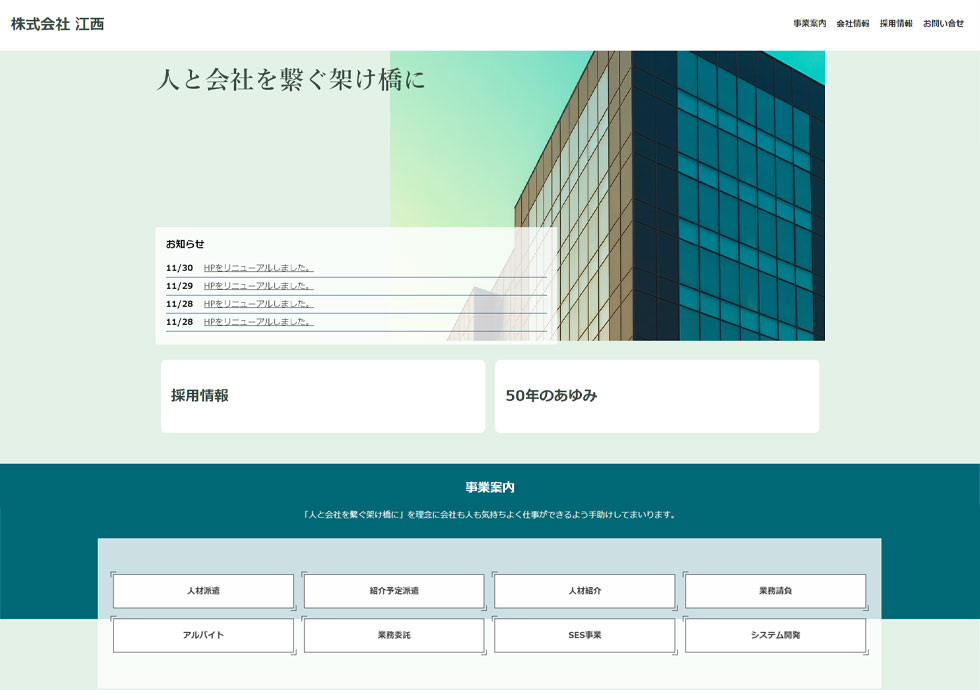 株式会社 江西
事業案内 会社情報 採用情報 お問い合せ
人と会社を繋ぐ架け橋に
お知らせ
11/30 HPをリニューアルしました。
11/29 HPをリニューアルしました。
11/28 HPをリニューアルしました。
11/28 HPをリニューアルしました。
採用情報 50年のあゆみ
事業案内
「人と会社を繋ぐ架け橋に」を理念に会社も人も気持ちよく仕事ができるよう手助けしてまいります。
人材派遣 紹介予定派遣 人材紹介 業務請負
アルバイト 業務委託 SES事業 システム開発